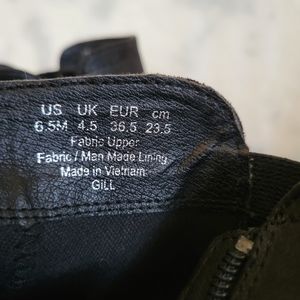 US UK EUR cm
6.5M 4.5 36.5 23.5
Fabric Upper
Fabric / Man Made Lining
Made in Vietnam
GILL